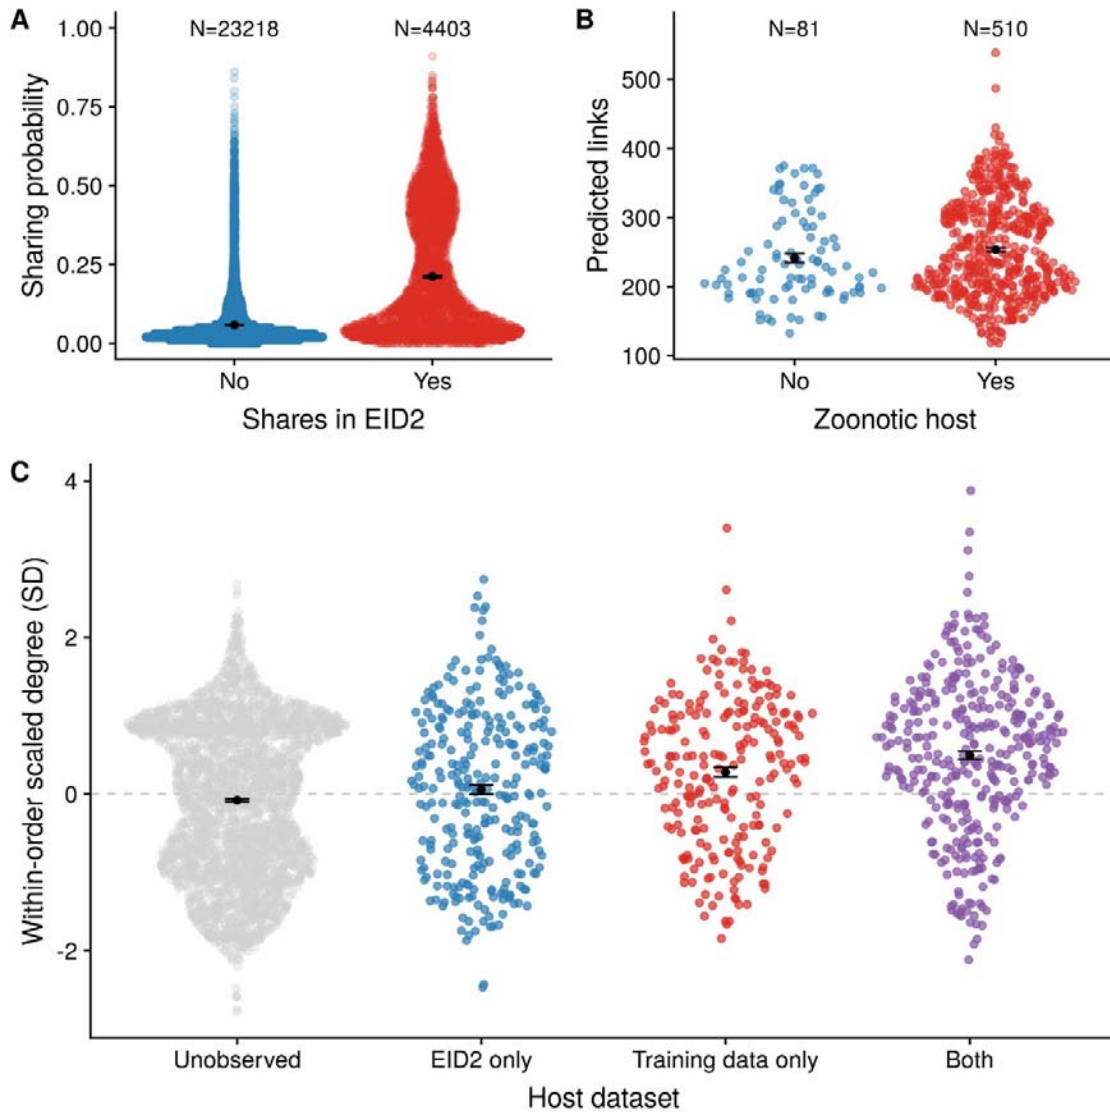 A
N=23218
N=4403
1.00
0.75
0.50
0.25
0.00
Sharing probability
No
Yes
Shares in EID2
B
N=81
N=510
500
400
300
200
100
Predicted links
No
Yes
Zoonotic host
C
4
2
0
-2
Within-order scaled degree (SD)
Unobserved
EID2 only
Training data only
Both
Host dataset